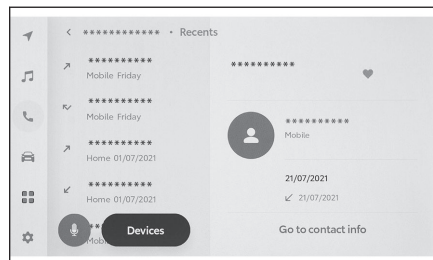 ************ • Recents
**********
Mobile Friday
**********
Mobile Friday
**********
Home 01/07/2021
**********
Home 01/07/2021
**
Mobi
Devices
**********
**********
Mobile
21/07/2021
21/07/2021
Go to contact info